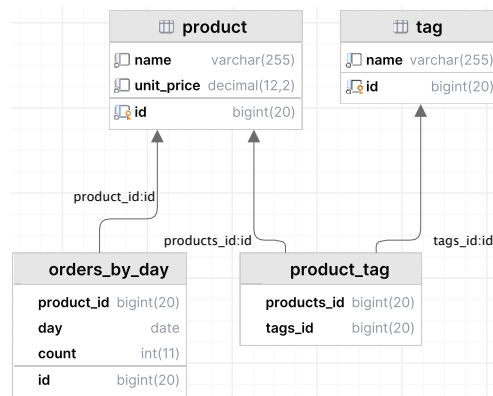 product
name varchar(255)
unit_price decimal(12,2)
id bigint(20)
tag
name varchar(255)
id bigint(20)
product_id:id
products_id:id
tags_id:id
orders_by_day
product_id bigint(20)
day date
count int(11)
id bigint(20)
product_tag
products_id bigint(20)
tags_id bigint(20)